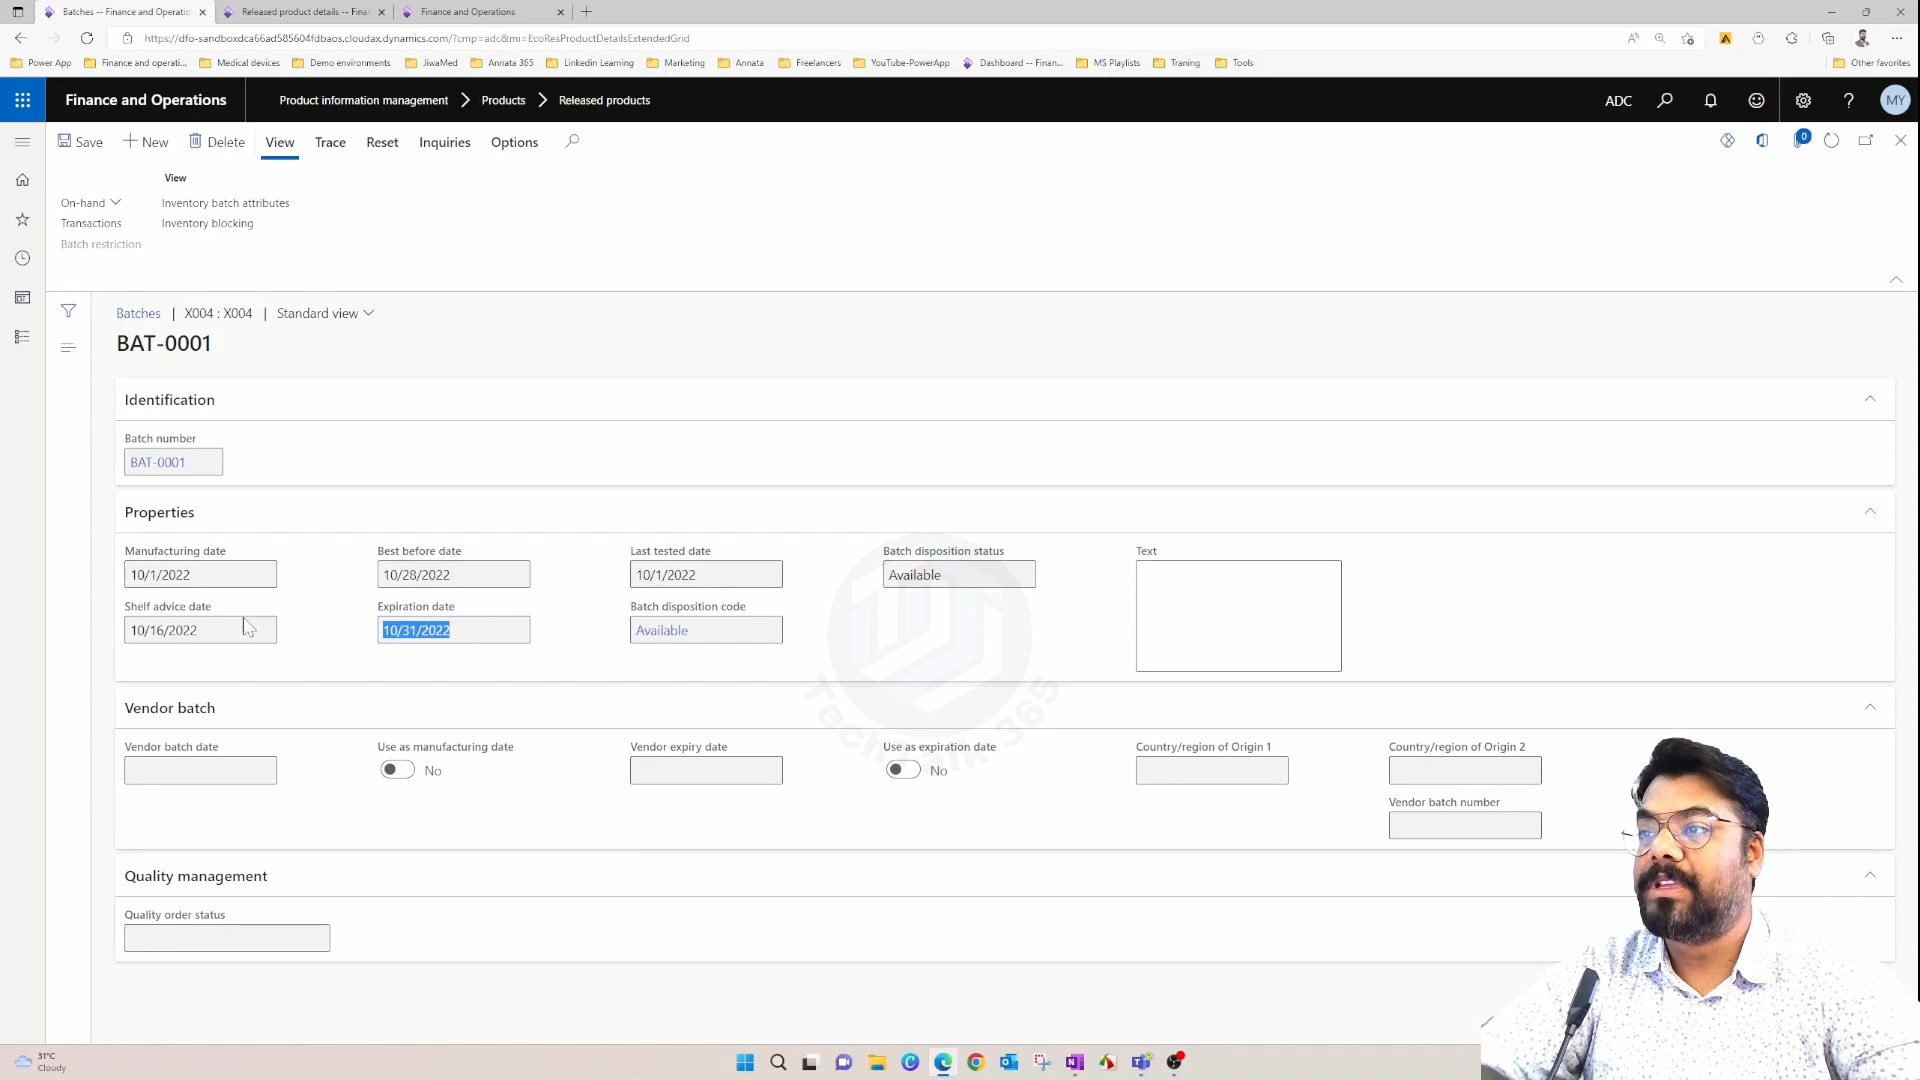 Batches -- Finance and Operatio
Released product details -- Finan
Finance and Operations
https://dfo-sandboxdca66ad585604fdbaos.cloudax.dynamics.com/?cmp=adc&mi=EcoResProductDetailsExtendedGrid
Power App
Finance and operati...
Medical devices
Demo environments
JiwaMed
Annata 365
Linkedin Learning
Marketing
Annata
Freelancers
YouTube-PowerApp
Dashboard -- Finan...
MS Playlists
Traning
Tools
Other favorites
Finance and Operations
Product information management
Products
Released products
ADC
MY
Save
New
Delete
View
Trace
Reset
Inquiries
Options
0
View
On-hand
Inventory batch attributes
Transactions
Inventory blocking
Batch restriction
Batches | X004 : X004 | Standard view
BAT-0001
Identification
Batch number
BAT-0001
Properties
Manufacturing date
Best before date
Last tested date
Batch disposition status
Text
10/1/2022
10/28/2022
10/1/2022
Available
Shelf advice date
Expiration date
Batch disposition code
10/16/2022
10/31/2022
Available
TechTalk 365
Vendor batch
Vendor batch date
Use as manufacturing date
Vendor expiry date
Use as expiration date
Country/region of Origin 1
Country/region of Origin 2
No
No
Vendor batch number
Quality management
Quality order status
31°C
Cloudy